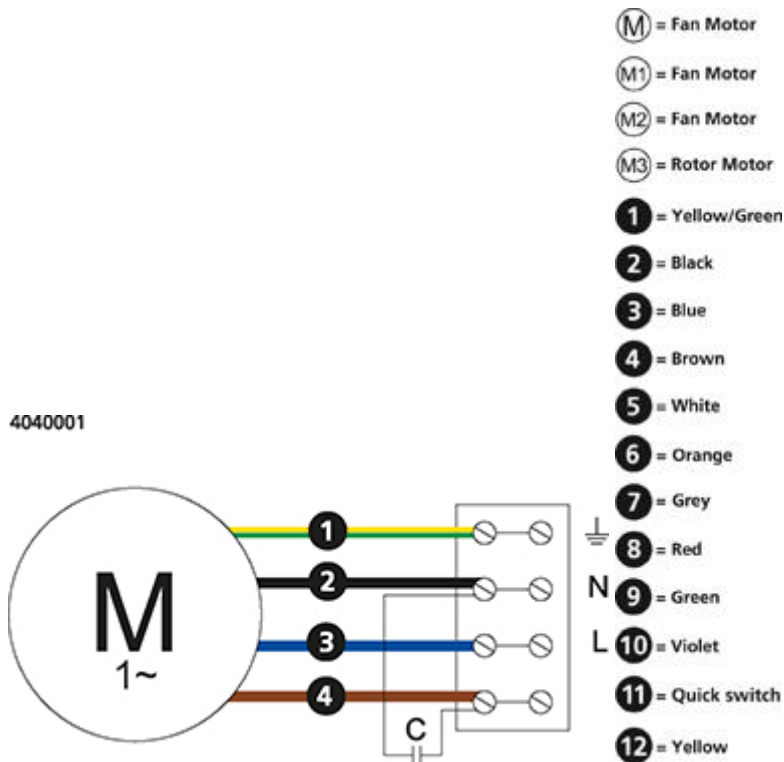 M = Fan Motor
M1 = Fan Motor
M2 = Fan Motor
M3 = Rotor Motor
1 = Yellow/Green
2 = Black
3 = Blue
4 = Brown
5 = White
6 = Orange
7 = Grey
8 = Red
9 = Green
10 = Violet
11 = Quick switch
12 = Yellow
4040001
M
1~
1
2
3
4
C
N
L